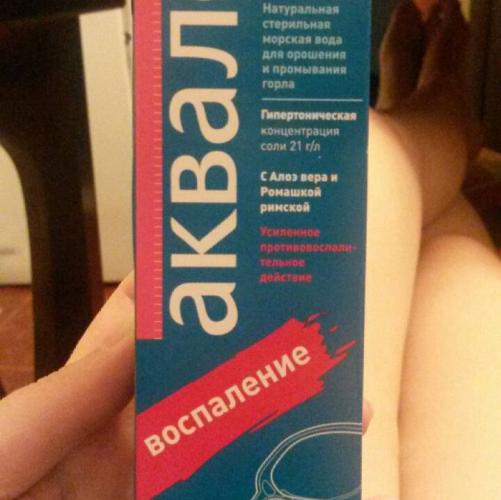 аквал
Натуральная
стерильная
морская вода
для орошения
и промывания
горла
Гипертоническая
концентрация
соли 21 г/л
С Алоэ вера и
Ромашкой
римской
Усиленное
противовоспали-
тельное
действие
воспаление